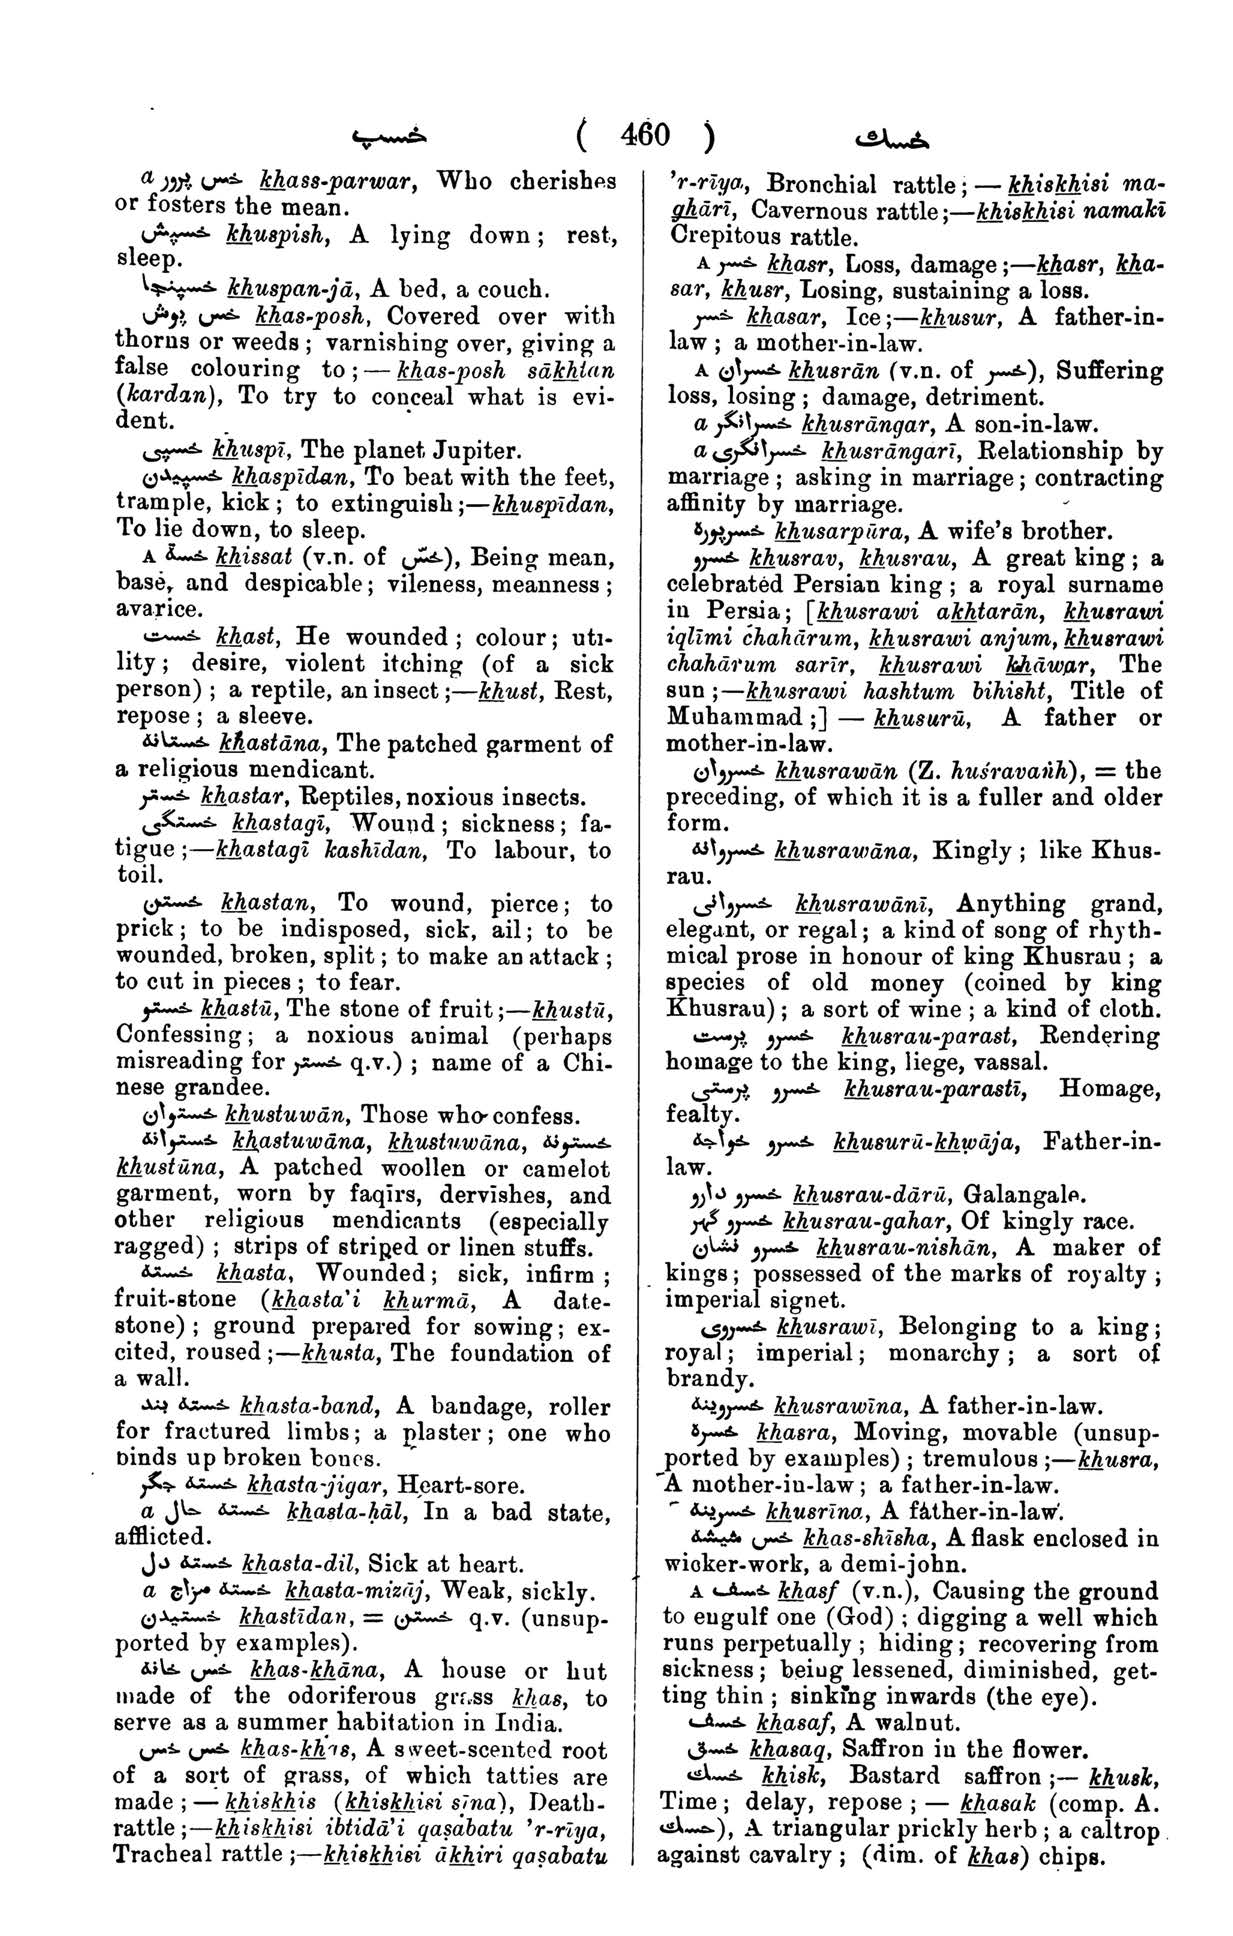 خسپ ( 460 ) خسك
a خس پرور khass-parwar, Who cherishes
or fosters the mean.
خسپش khuspish, A lying down; rest,
sleep.
خسپنجا khuspan-jā, A bed, a couch.
خس پوش khas-posh, Covered over with
thorns or weeds; varnishing over, giving a
false colouring to;—khas-posh sākhtan
(kardan), To try to conceal what is evi-
dent.
خسپی khuspī, The planet Jupiter.
خسپیدن khaspīdan, To beat with the feet,
trample, kick; to extinguish;—khuspīdan,
To lie down, to sleep.
A خسة khissat (v.n. of خسّ), Being mean,
base, and despicable; vileness, meanness;
avarice.
خست khast, He wounded; colour; uti-
lity; desire, violent itching (of a sick
person); a reptile, an insect;—khust, Rest,
repose; a sleeve.
خستانه khastāna, The patched garment of
a religious mendicant.
خستر khastar, Reptiles, noxious insects.
خستگی khastagī, Wound; sickness; fa-
tigue;—khastagī kashīdan, To labour, to
toil.
خستن khastan, To wound, pierce; to
prick; to be indisposed, sick, ail; to be
wounded, broken, split; to make an attack;
to cut in pieces; to fear.
خستو khastū, The stone of fruit;—khustū,
Confessing; a noxious animal (perhaps
misreading for خستر q.v.); name of a Chi-
nese grandee.
خستوان khustuwān, Those who confess.
خستوانه khastuwāna, khustuwāna, خستونه
khustūna, A patched woollen or camelot
garment, worn by faqīrs, dervishes, and
other religious mendicants (especially
ragged); strips of striped or linen stuffs.
خسته khasta, Wounded; sick, infirm;
fruit-stone (khasta'i khurmā, A date-
stone); ground prepared for sowing; ex-
cited, roused;—khusta, The foundation of
a wall.
خسته بند khasta-band, A bandage, roller
for fractured limbs; a plaster; one who
binds up broken bones.
خسته جگر khasta-jigar, Heart-sore.
a خسته حال khasta-ḥāl, In a bad state,
afflicted.
خسته دل khasta-dil, Sick at heart.
a خسته مزاج khasta-mizāj, Weak, sickly.
خستیدن khastīdan, = خستن q.v. (unsup-
ported by examples).
خس خانه khas-khāna, A house or hut
made of the odoriferous grass khas, to
serve as a summer habitation in India.
خس خس khas-khas, A sweet-scented root
of a sort of grass, of which tatties are
made;—khiskhis (khiskhisi sīna), Death-
rattle;—khiskhisi ibtidā'i qaṣabatu 'r-rīya,
Tracheal rattle;—khiskhisi ākhiri qaṣabatu
'r-rīya, Bronchial rattle;—khiskhisi ma-
ghārī, Cavernous rattle;—khiskhisi namakī
Crepitous rattle.
A خسر khasr, Loss, damage;—khasr, kha-
sar, khusr, Losing, sustaining a loss.
خسر khasar, Ice;—khusur, A father-in-
law; a mother-in-law.
A خسران khusrān (v.n. of خسر), Suffering
loss, losing; damage, detriment.
a خسرانگر khusrāngar, A son-in-law.
a خسرانگری khusrāngarī, Relationship by
marriage; asking in marriage; contracting
affinity by marriage.
خسرپوره khusarpūra, A wife's brother.
خسرو khusrav, khusrau, A great king; a
celebrated Persian king; a royal surname
in Persia; [khusrawi akhtarān, khusrawi
iqlīmi chahārum, khusrawi anjum, khusrawi
chahārum sarīr, khusrawi khāwar, The
sun;—khusrawi hashtum bihisht, Title of
Muhammad;]—khusurū, A father or
mother-in-law.
خسروان khusrawān (Z. huśravaṅh), = the
preceding, of which it is a fuller and older
form.
خسروانه khusrawāna, Kingly; like Khus-
rau.
خسروانی khusrawānī, Anything grand,
elegant, or regal; a kind of song of rhyth-
mical prose in honour of king Khusrau; a
species of old money (coined by king
Khusrau); a sort of wine; a kind of cloth.
خسرو پرست khusrau-parast, Rendering
homage to the king, liege, vassal.
خسرو پرستی khusrau-parastī, Homage,
fealty.
خسرو خواجه khusurū-khẉāja, Father-in-
law.
خسرو دارو khusrau-dārū, Galangale.
خسرو گهر khusrau-gahar, Of kingly race.
خسرو نشان khusrau-nishān, A maker of
kings; possessed of the marks of royalty;
imperial signet.
خسروی khusrawī, Belonging to a king;
royal; imperial; monarchy; a sort of
brandy.
خسروینه khusrawīna, A father-in-law.
خسره khasra, Moving, movable (unsup-
ported by examples); tremulous;—khusra,
A mother-in-law; a father-in-law.
خسرینه khusrīna, A father-in-law.
خس شیشه khas-shīsha, A flask enclosed in
wicker-work, a demi-john.
A خسف khasf (v.n.), Causing the ground
to engulf one (God); digging a well which
runs perpetually; hiding; recovering from
sickness; being lessened, diminished, get-
ting thin; sinking inwards (the eye).
خسف khasaf, A walnut.
خسق khasaq, Saffron in the flower.
خسك khisk, Bastard saffron;—khusk,
Time; delay, repose;—khasak (comp. A.
حسك), A triangular prickly herb; a caltrop
against cavalry; (dim. of khas) chips.